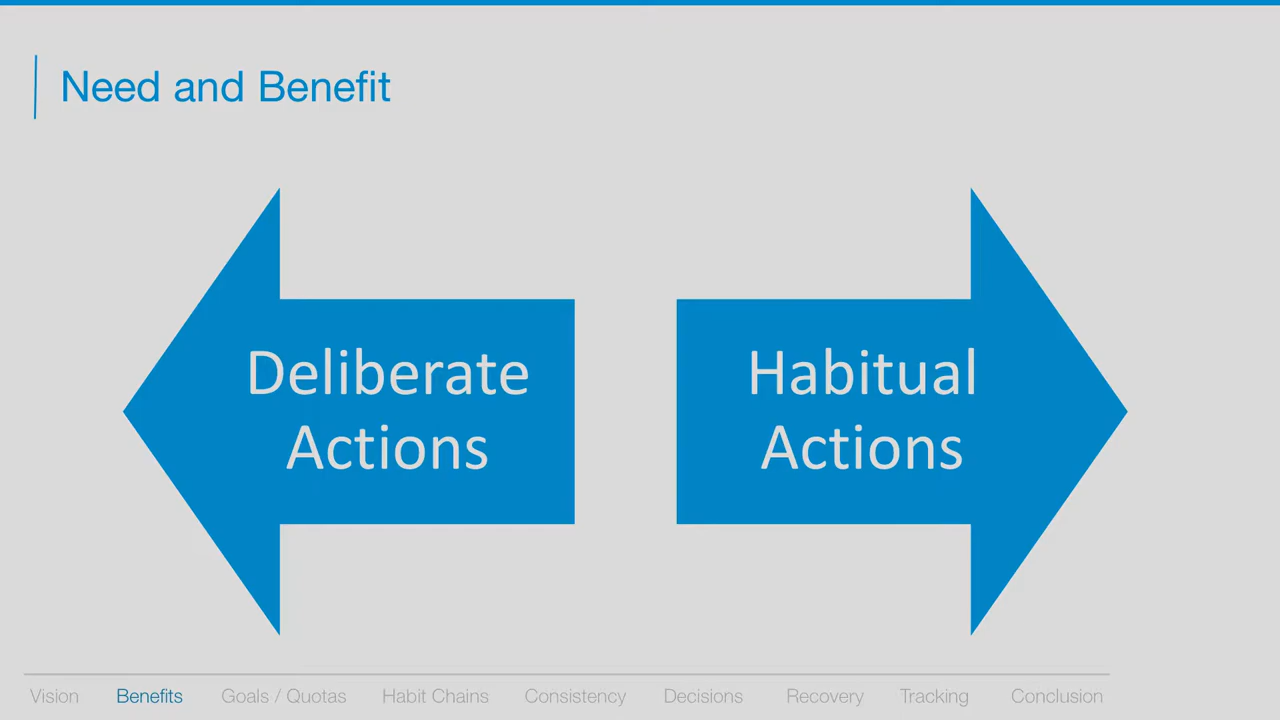 Need and Benefit
Deliberate
Actions
Habitual
Actions
Vision Benefits Goals / Quotas Habit Chains Consistency Decisions Recovery Tracking Conclusion